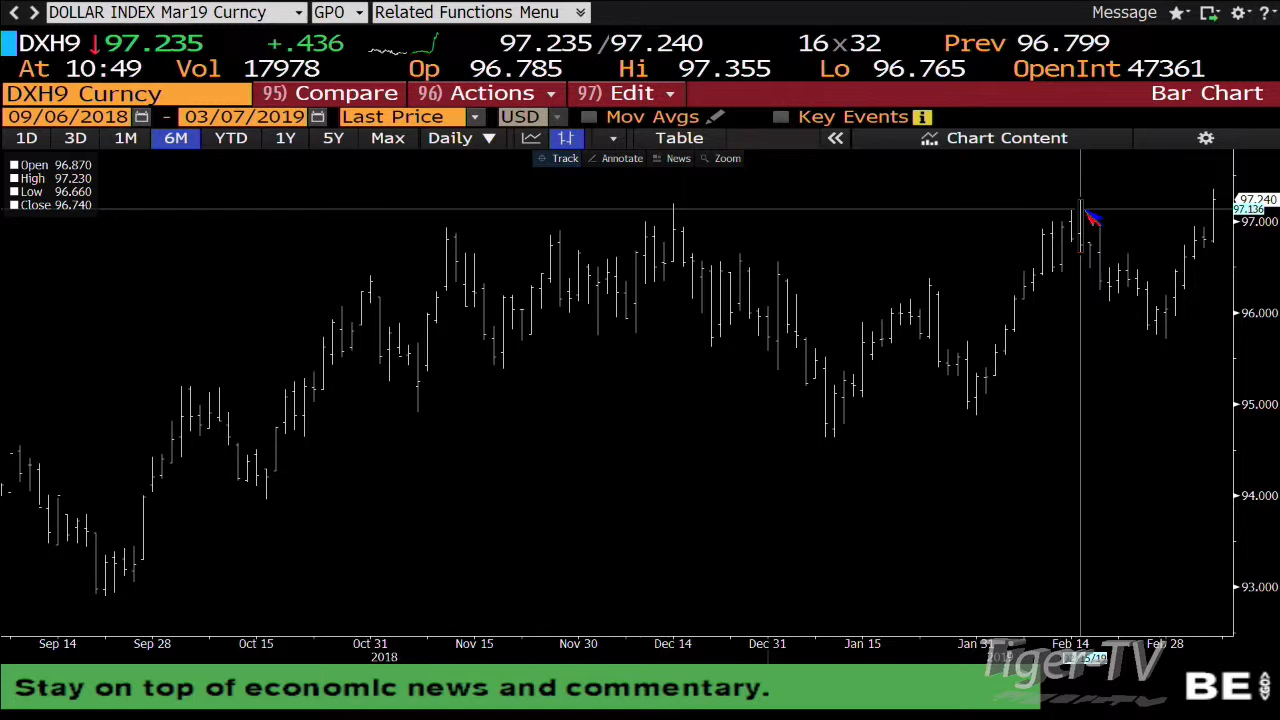 DOLLAR INDEX Mar19 Curncy GPO Related Functions Menu Message
DXH9 97.235 +.436 97.235/97.240 16x32 Prev 96.799
At 10:49 Vol 17978 Op 96.785 Hi 97.355 Lo 96.765 OpenInt 47361
DXH9 Curncy 95) Compare 96) Actions 97) Edit Bar Chart
09/06/2018 - 03/07/2019 Last Price USD Mov Avgs Key Events
1D 3D 1M 6M YTD 1Y 5Y Max Daily Table Chart Content
Track Annotate News Zoom
Open 96.870
High 97.230
Low 96.660
Close 96.740
97.240
97.136
97.000
96.000
95.000
94.000
93.000
Sep 14 Sep 28 Oct 15 Oct 31 Nov 15 Nov 30 Dec 14 Dec 31 Jan 15 Jan 31 Feb 14 Feb 28
2018 2019
Tiger-TV
Stay on top of economic news and commentary.
BE